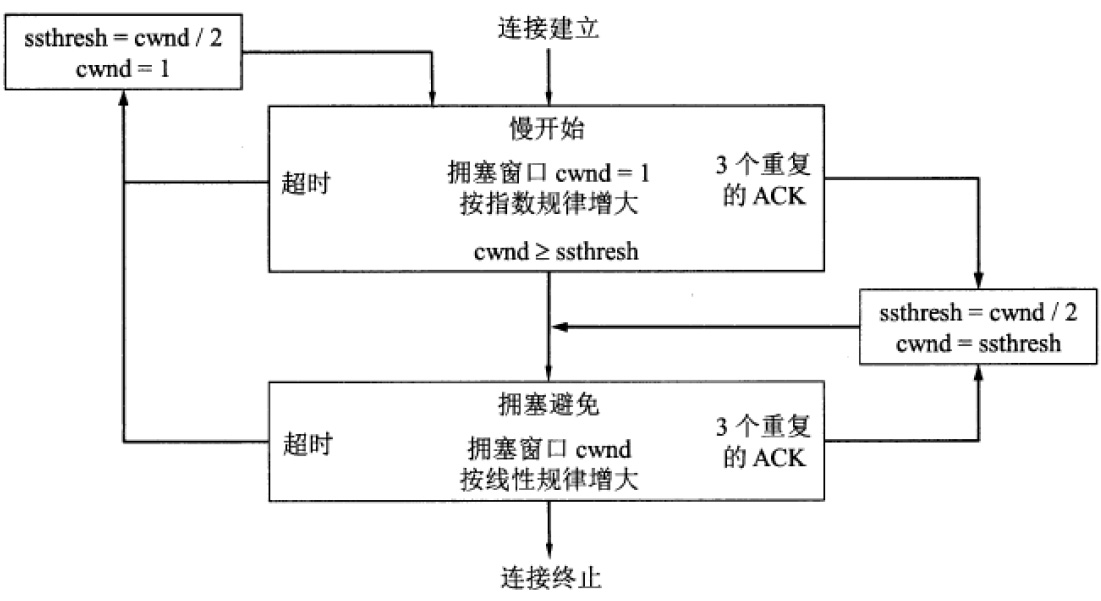 连接建立
ssthresh = cwnd / 2
cwnd = 1
慢开始
超时
拥塞窗口 cwnd = 1
按指数规律增大
3 个重复
的 ACK
cwnd ≥ ssthresh
ssthresh = cwnd / 2
cwnd = ssthresh
拥塞避免
超时
拥塞窗口 cwnd
按线性规律增大
3 个重复
的 ACK
连接终止